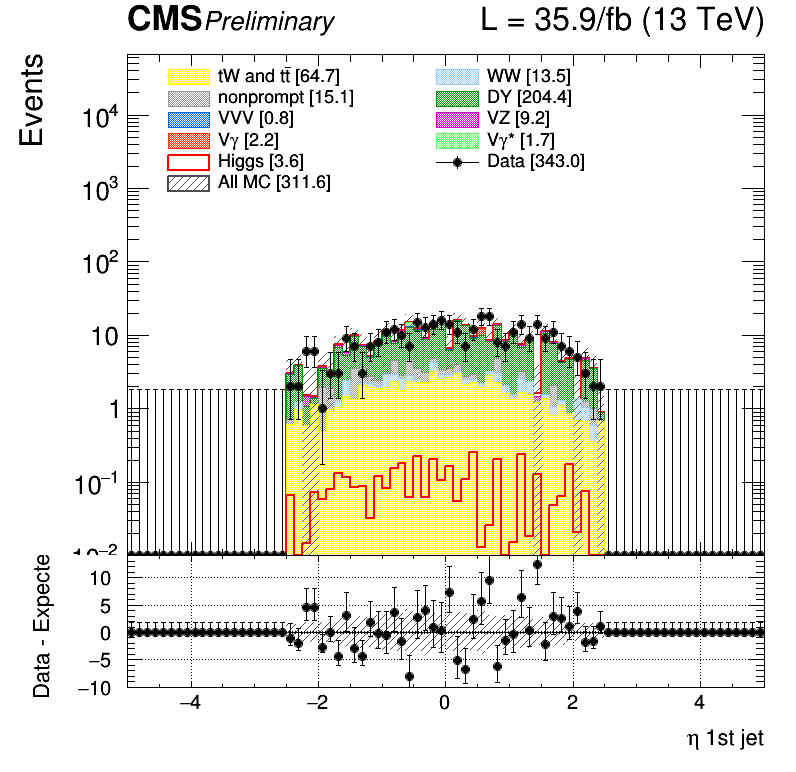 CMS Preliminary L = 35.9/fb (13 TeV)
Events
tW and tt̄ [64.7] WW [13.5]
nonprompt [15.1] DY [204.4]
VVV [0.8] VZ [9.2]
Vγ [2.2] Vγ* [1.7]
Higgs [3.6] Data [343.0]
All MC [311.6]
10⁴
10³
10²
10
1
10⁻¹
10⁻²
Data - Expecte
10
5
0
−5
−10
−4 −2 0 2 4
η 1st jet